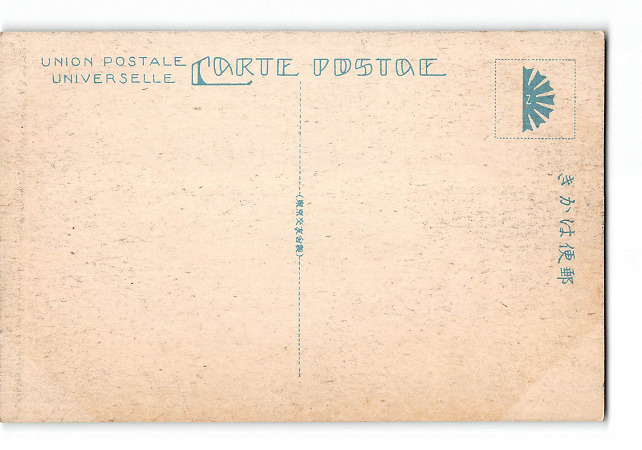 UNION POSTALE
UNIVERSELLE
CARTE POSTALE
Z
きかは便郵